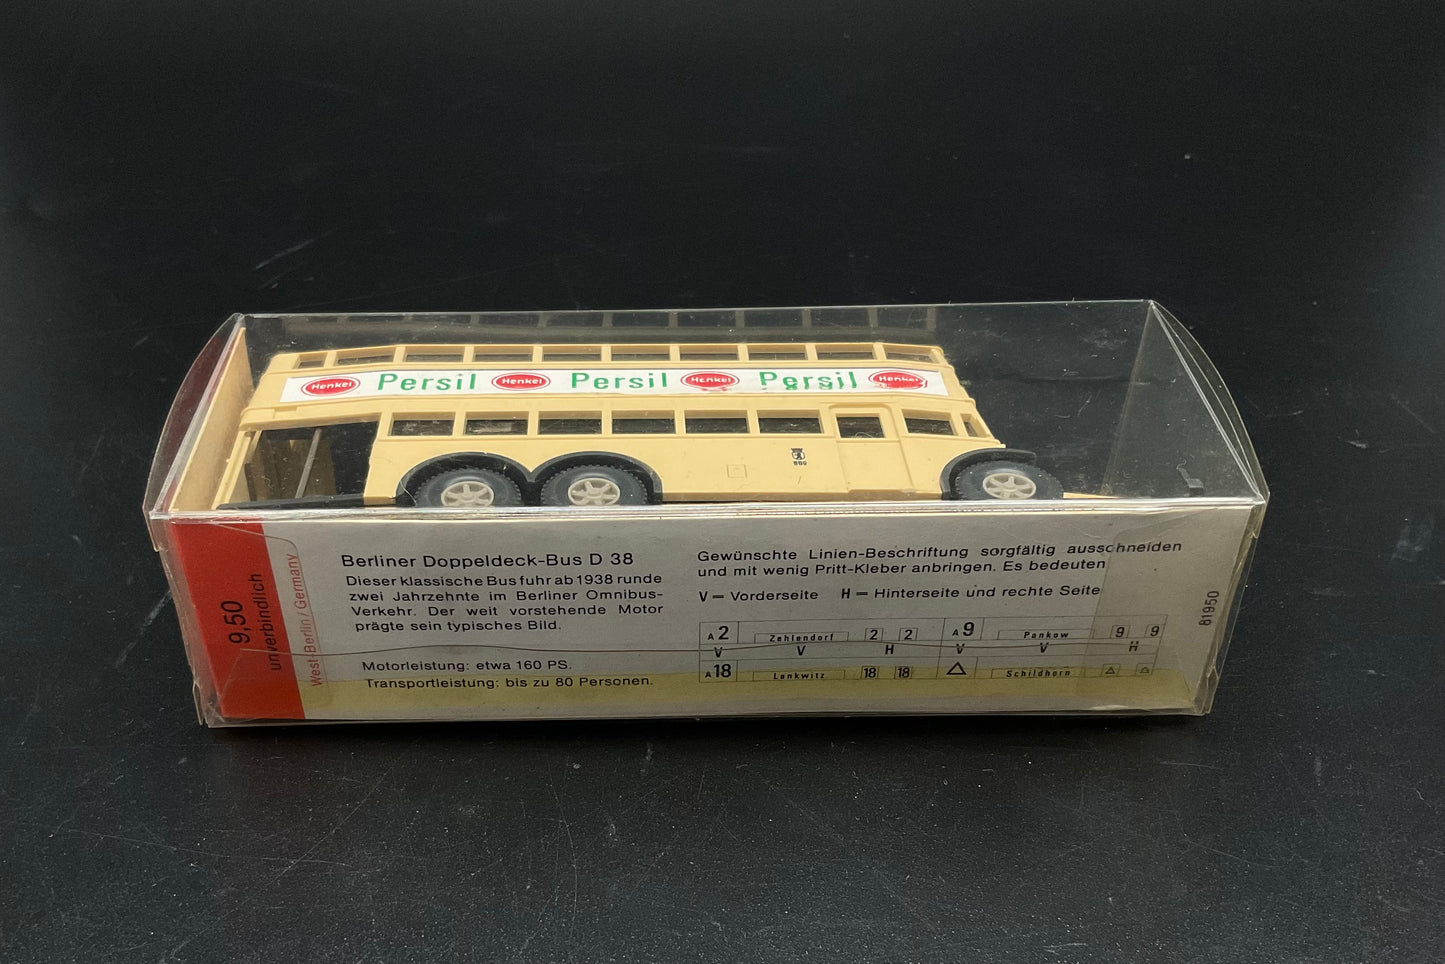 Henkel Persil Henkel Persil Henkel Persil Henkel
BBG
9,50
unverbindlich
West-Berlin / Germany
Berliner Doppeldeck-Bus D 38
Dieser klassische Bus fuhr ab 1938 runde
zwei Jahrzehnte im Berliner Omnibus-
Verkehr. Der weit vorstehende Motor
prägte sein typisches Bild.
Motorleistung: etwa 160 PS.
Transportleistung: bis zu 80 Personen.
Gewünschte Linien-Beschriftung sorgfältig ausschneiden
und mit wenig Pritt-Kleber anbringen. Es bedeuten
V = Vorderseite H = Hinterseite und rechte Seite
A 2 Zehlendorf 2 2 A 9 Pankow 9 9
V V H V V H
A 18 Lankwitz 18 18 △ Schildhorn △ △
81950